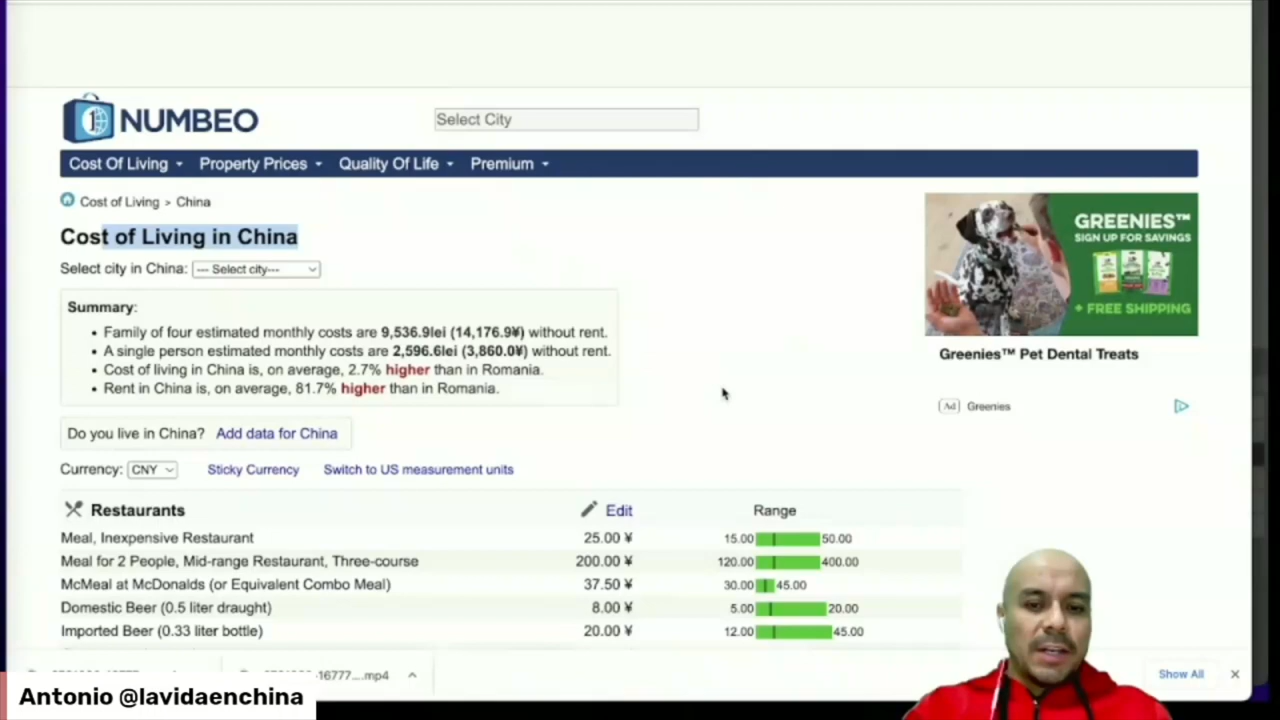 NUMBEO
Select City
Cost Of Living Property Prices Quality Of Life Premium
Cost of Living > China
Cost of Living in China
Select city in China: --- Select city---
Summary:
Family of four estimated monthly costs are 9,536.9lei (14,176.9¥) without rent.
A single person estimated monthly costs are 2,596.6lei (3,860.0¥) without rent.
Cost of living in China is, on average, 2.7% higher than in Romania.
Rent in China is, on average, 81.7% higher than in Romania.
GREENIES™
SIGN UP FOR SAVINGS
+ FREE SHIPPING
Greenies™ Pet Dental Treats
Ad Greenies
Do you live in China? Add data for China
Currency: CNY Sticky Currency Switch to US measurement units
Restaurants Edit Range
Meal, Inexpensive Restaurant 25.00 ¥ 15.00 50.00
Meal for 2 People, Mid-range Restaurant, Three-course 200.00 ¥ 120.00 400.00
McMeal at McDonalds (or Equivalent Combo Meal) 37.50 ¥ 30.00 45.00
Domestic Beer (0.5 liter draught) 8.00 ¥ 5.00 20.00
Imported Beer (0.33 liter bottle) 20.00 ¥ 12.00 45.00
Show All
Antonio @lavidaenchina